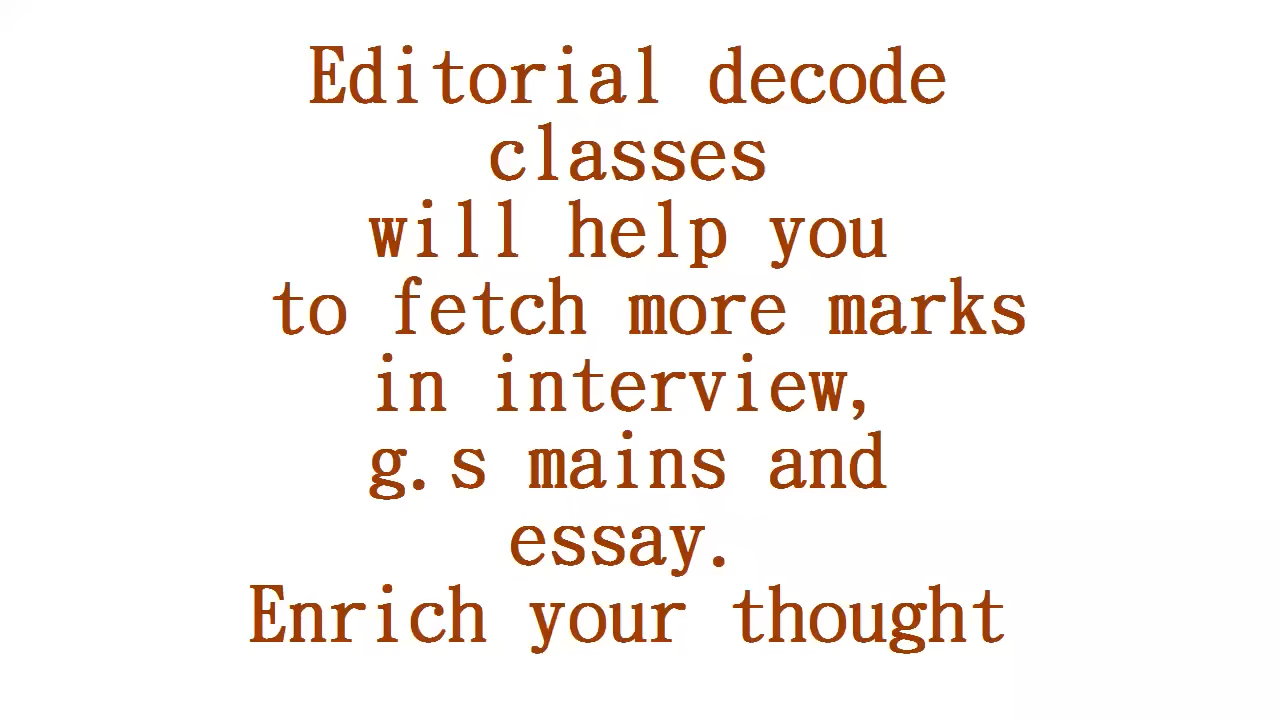 Editorial decode
classes
will help you
to fetch more marks
in interview,
g.s mains and
essay.
Enrich your thought